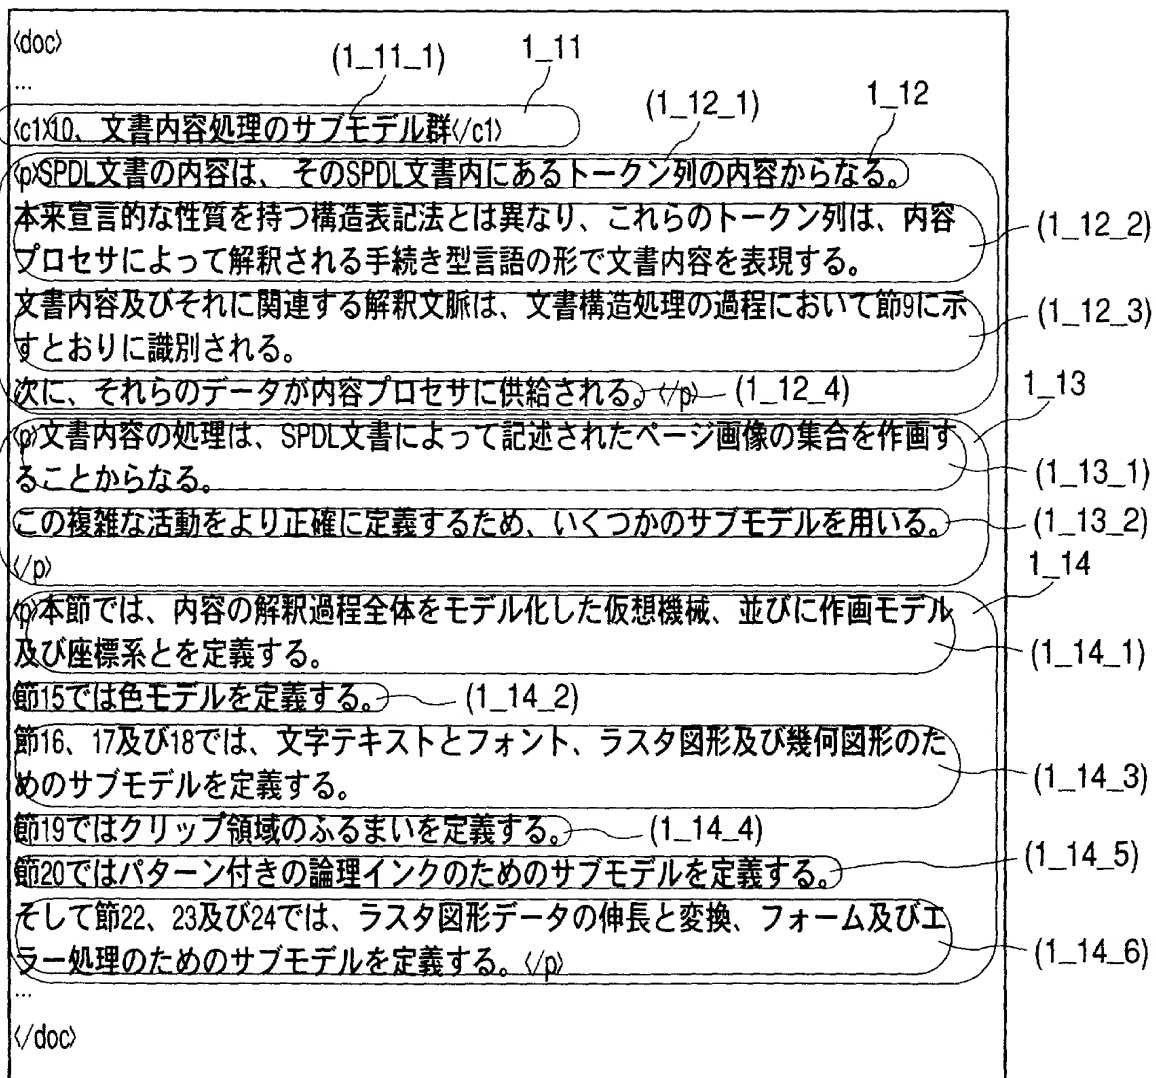 <doc>
(1_11_1) 1_11
...
(1_12_1) 1_12
<c1>10、文書内容処理のサブモデル群</c1>
<p>SPDL文書の内容は、そのSPDL文書内にあるトークン列の内容からなる。
本来宣言的な性質を持つ構造表記法とは異なり、これらのトークン列は、内容 (1_12_2)
プロセサによって解釈される手続き型言語の形で文書内容を表現する。
文書内容及びそれに関連する解釈文脈は、文書構造処理の過程において節9に示 (1_12_3)
すとおりに識別される。
次に、それらのデータが内容プロセサに供給される。</p> (1_12_4) 1_13
<p>文書内容の処理は、SPDL文書によって記述されたページ画像の集合を作画す
ることからなる。 (1_13_1)
この複雑な活動をより正確に定義するため、いくつかのサブモデルを用いる。 (1_13_2)
</p> 1_14
<p>本節では、内容の解釈過程全体をモデル化した仮想機械、並びに作画モデル
及び座標系とを定義する。 (1_14_1)
節15では色モデルを定義する。 (1_14_2)
節16、17及び18では、文字テキストとフォント、ラスタ図形及び幾何図形のた
めのサブモデルを定義する。 (1_14_3)
節19ではクリップ領域のふるまいを定義する。 (1_14_4)
節20ではパターン付きの論理インクのためのサブモデルを定義する。 (1_14_5)
そして節22、23及び24では、ラスタ図形データの伸長と変換、フォーム及びエ
ラー処理のためのサブモデルを定義する。</p> (1_14_6)
...
</doc>